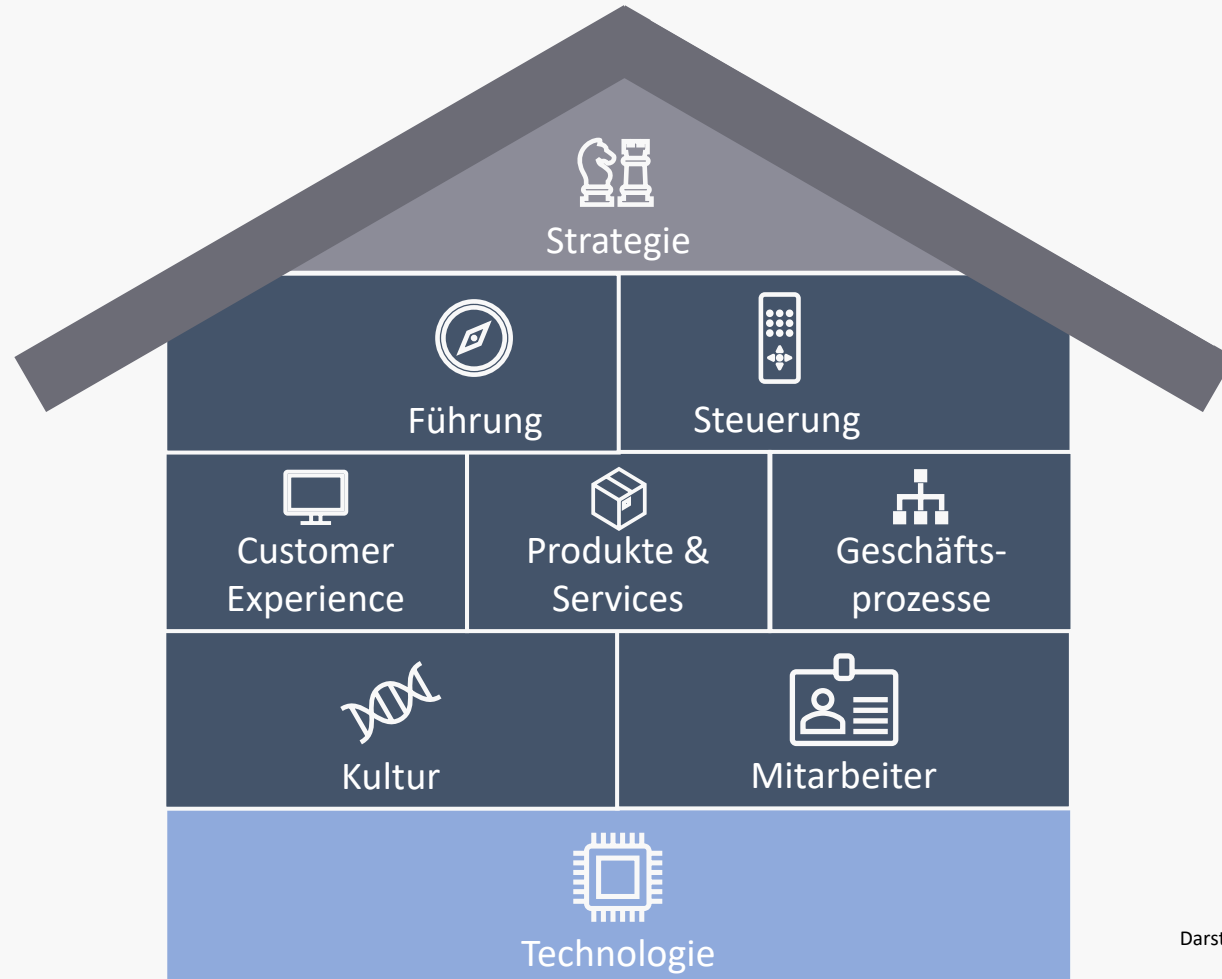 Strategie
Führung
Steuerung
Customer
Experience
Produkte &
Services
Geschäfts-
prozesse
Kultur
Mitarbeiter
Technologie